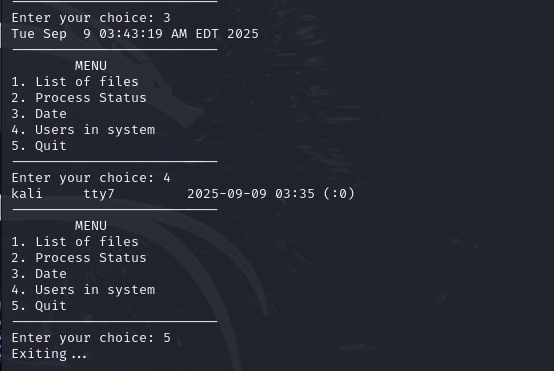 Enter your choice: 3
Tue Sep  9 03:43:19 AM EDT 2025
        MENU
1. List of files
2. Process Status
3. Date
4. Users in system
5. Quit
Enter your choice: 4
kali     tty7         2025-09-09 03:35 (:0)
        MENU
1. List of files
2. Process Status
3. Date
4. Users in system
5. Quit
Enter your choice: 5
Exiting...